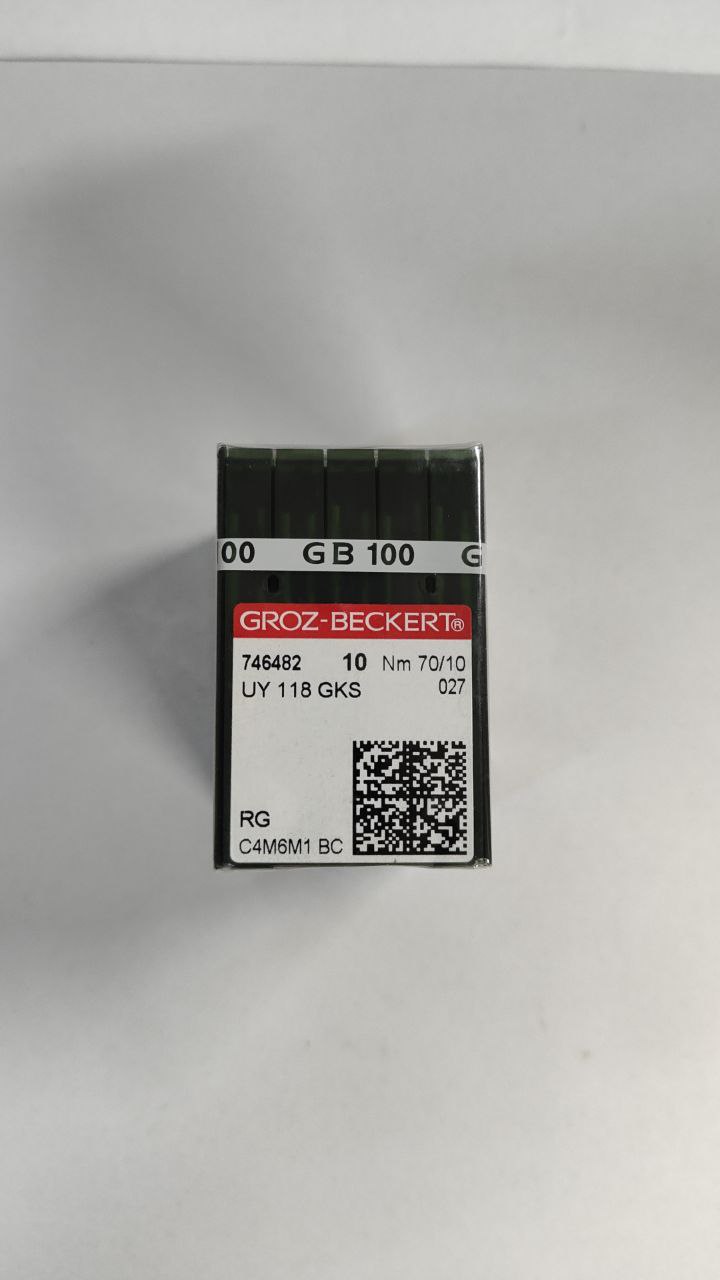 00 GB 100 G
GROZ-BECKERT®
746482 10 Nm 70/10
UY 118 GKS 027
RG
C4M6M1 BC